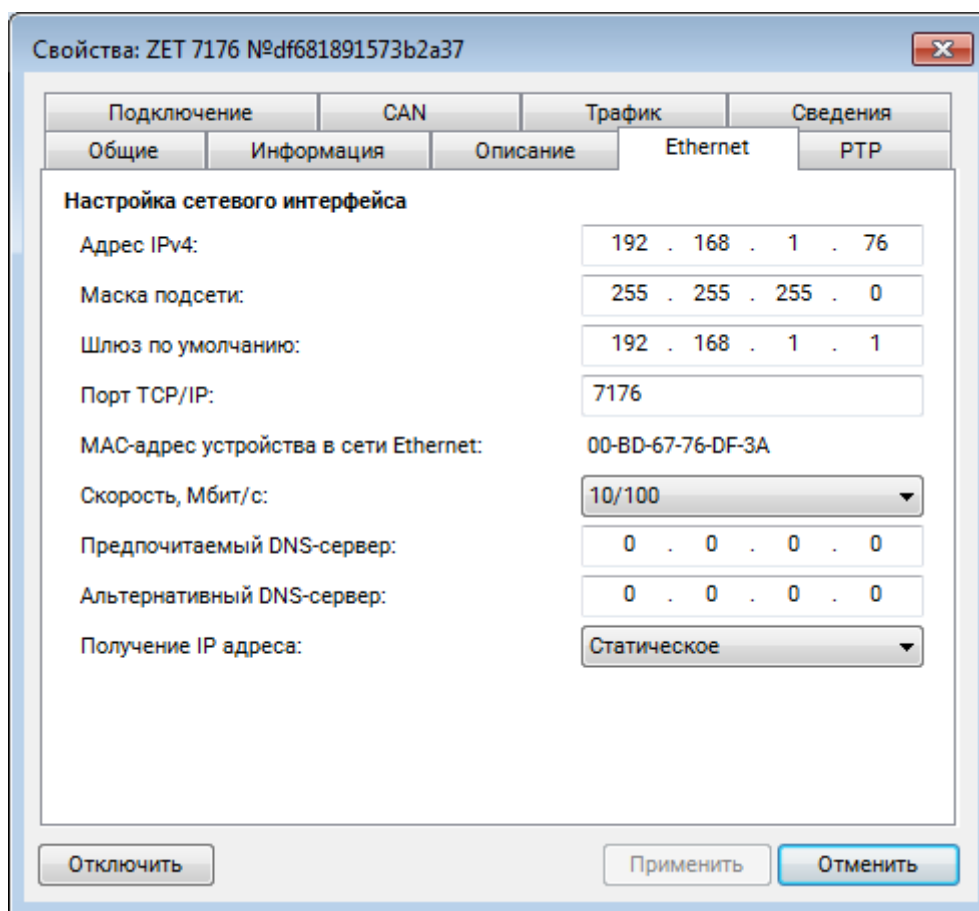 Свойства: ZET 7176 №df681891573b2a37
Подключение CAN Трафик Сведения
Общие Информация Описание Ethernet PTP
Настройка сетевого интерфейса
Адрес IPv4: 192 . 168 . 1 . 76
Маска подсети: 255 . 255 . 255 . 0
Шлюз по умолчанию: 192 . 168 . 1 . 1
Порт TCP/IP: 7176
MAC-адрес устройства в сети Ethernet: 00-BD-67-76-DF-3A
Скорость, Мбит/с: 10/100
Предпочитаемый DNS-сервер: 0 . 0 . 0 . 0
Альтернативный DNS-сервер: 0 . 0 . 0 . 0
Получение IP адреса: Статическое
Отключить Применить Отменить